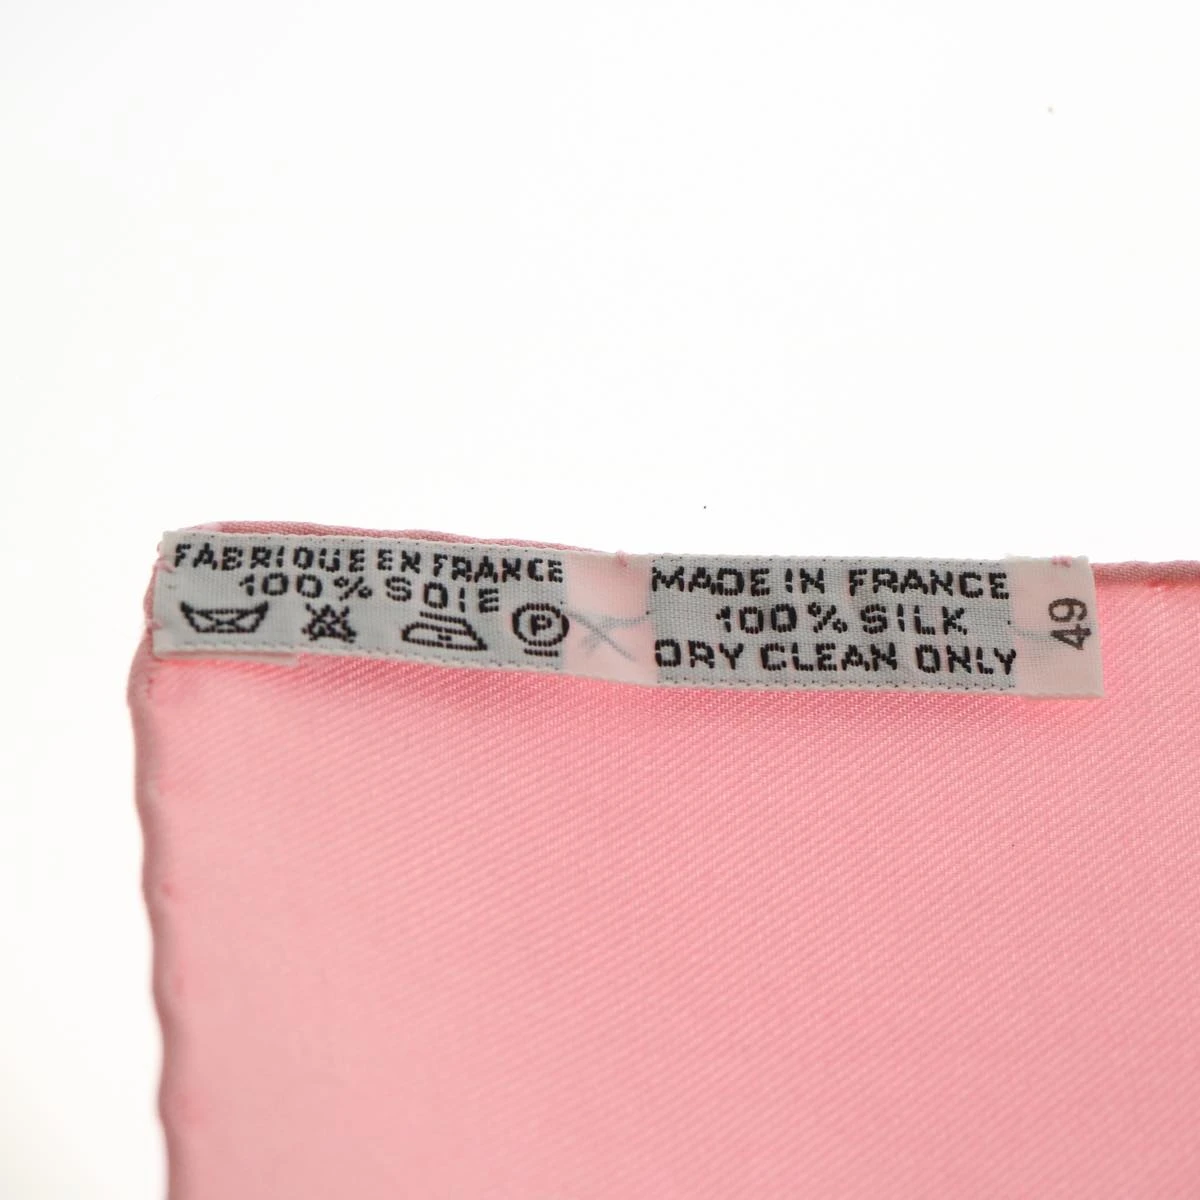 FABRIQUE EN FRANCE
100% SOIE
P
MADE IN FRANCE
100% SILK
DRY CLEAN ONLY
49